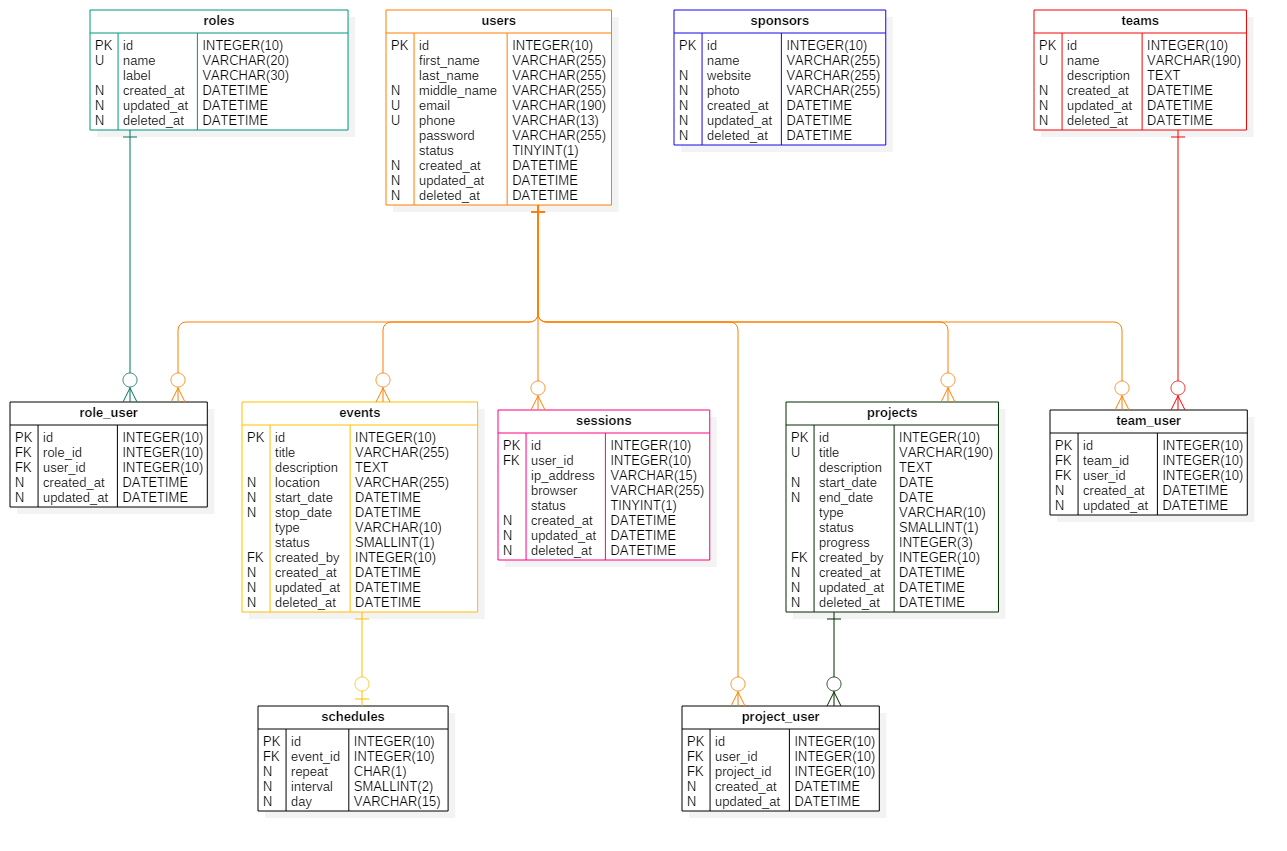 roles
PK id INTEGER(10)
U name VARCHAR(20)
label VARCHAR(30)
N created_at DATETIME
N updated_at DATETIME
N deleted_at DATETIME
users
PK id INTEGER(10)
first_name VARCHAR(255)
last_name VARCHAR(255)
N middle_name VARCHAR(255)
U email VARCHAR(190)
U phone VARCHAR(13)
password VARCHAR(255)
status TINYINT(1)
N created_at DATETIME
N updated_at DATETIME
N deleted_at DATETIME
sponsors
PK id INTEGER(10)
name VARCHAR(255)
N website VARCHAR(255)
N photo VARCHAR(255)
N created_at DATETIME
N updated_at DATETIME
N deleted_at DATETIME
teams
PK id INTEGER(10)
U name VARCHAR(190)
description TEXT
N created_at DATETIME
N updated_at DATETIME
N deleted_at DATETIME
role_user
PK id INTEGER(10)
FK role_id INTEGER(10)
FK user_id INTEGER(10)
N created_at DATETIME
N updated_at DATETIME
events
PK id INTEGER(10)
title VARCHAR(255)
description TEXT
N location VARCHAR(255)
N start_date DATETIME
N stop_date DATETIME
type VARCHAR(10)
status SMALLINT(1)
FK created_by INTEGER(10)
N created_at DATETIME
N updated_at DATETIME
N deleted_at DATETIME
sessions
PK id INTEGER(10)
FK user_id INTEGER(10)
ip_address VARCHAR(15)
browser VARCHAR(255)
status TINYINT(1)
N created_at DATETIME
N updated_at DATETIME
N deleted_at DATETIME
projects
PK id INTEGER(10)
U title VARCHAR(190)
description TEXT
N start_date DATE
N end_date DATE
type VARCHAR(10)
status SMALLINT(1)
progress INTEGER(3)
FK created_by INTEGER(10)
N created_at DATETIME
N updated_at DATETIME
N deleted_at DATETIME
team_user
PK id INTEGER(10)
FK team_id INTEGER(10)
FK user_id INTEGER(10)
N created_at DATETIME
N updated_at DATETIME
schedules
PK id INTEGER(10)
FK event_id INTEGER(10)
N repeat CHAR(1)
N interval SMALLINT(2)
N day VARCHAR(15)
project_user
PK id INTEGER(10)
FK user_id INTEGER(10)
FK project_id INTEGER(10)
N created_at DATETIME
N updated_at DATETIME